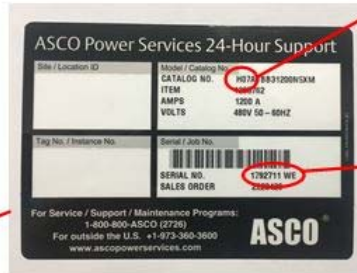 ASCO Power Services 24-Hour Support
Site / Location ID
Model / Catalog No.
CATALOG NO.
ITEM
AMPS 1200 A
VOLTS 480V 50 – 60HZ
Tag No. / Instance No.
Serial / Job No.
SERIAL NO. 1792711 WE
SALES ORDER
For Service / Support / Maintenance Programs:
1-800-800-ASCO (2726)
For outside the U.S. +1-973-360-3600
www.ascopowerservices.com
ASCO®